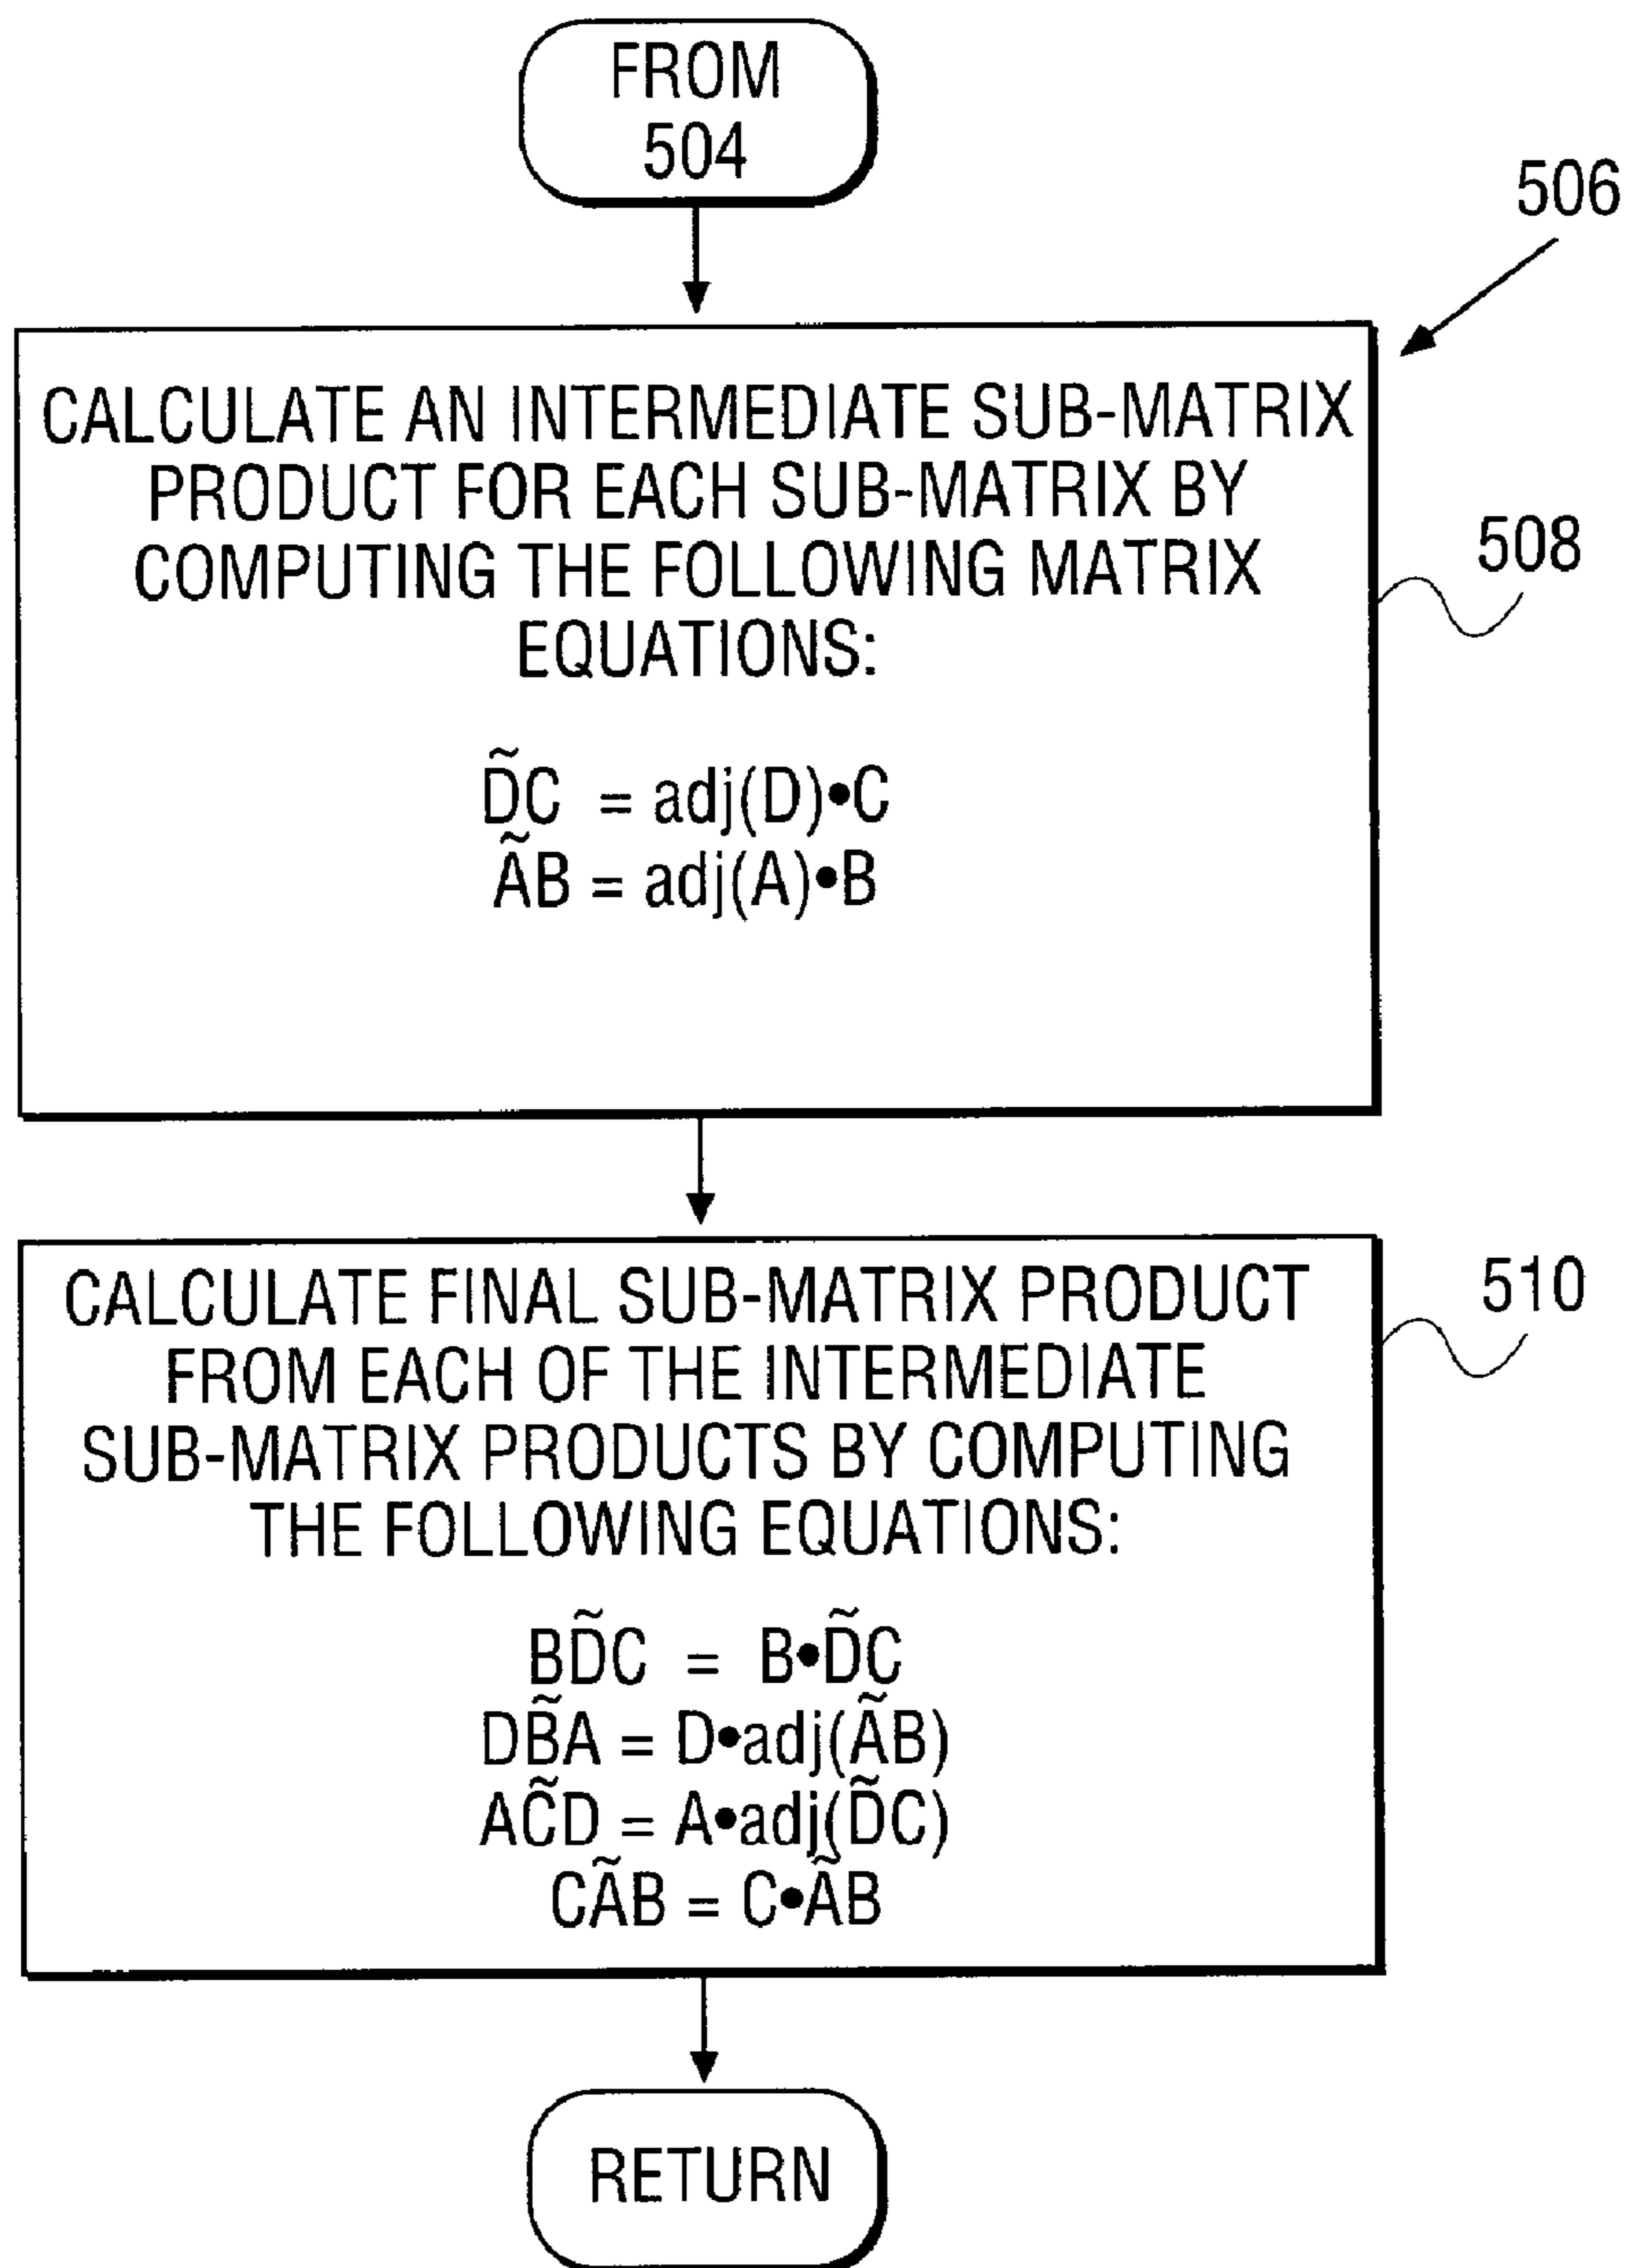 FROM
504
506
CALCULATE AN INTERMEDIATE SUB-MATRIX
PRODUCT FOR EACH SUB-MATRIX BY
COMPUTING THE FOLLOWING MATRIX
EQUATIONS:
508
D̃C = adj(D)•C
ÃB = adj(A)•B
CALCULATE FINAL SUB-MATRIX PRODUCT
FROM EACH OF THE INTERMEDIATE
SUB-MATRIX PRODUCTS BY COMPUTING
THE FOLLOWING EQUATIONS:
510
BD̃C = B•D̃C
DB̃A = D•adj(ÃB)
AC̃D = A•adj(D̃C)
CÃB = C•ÃB
RETURN